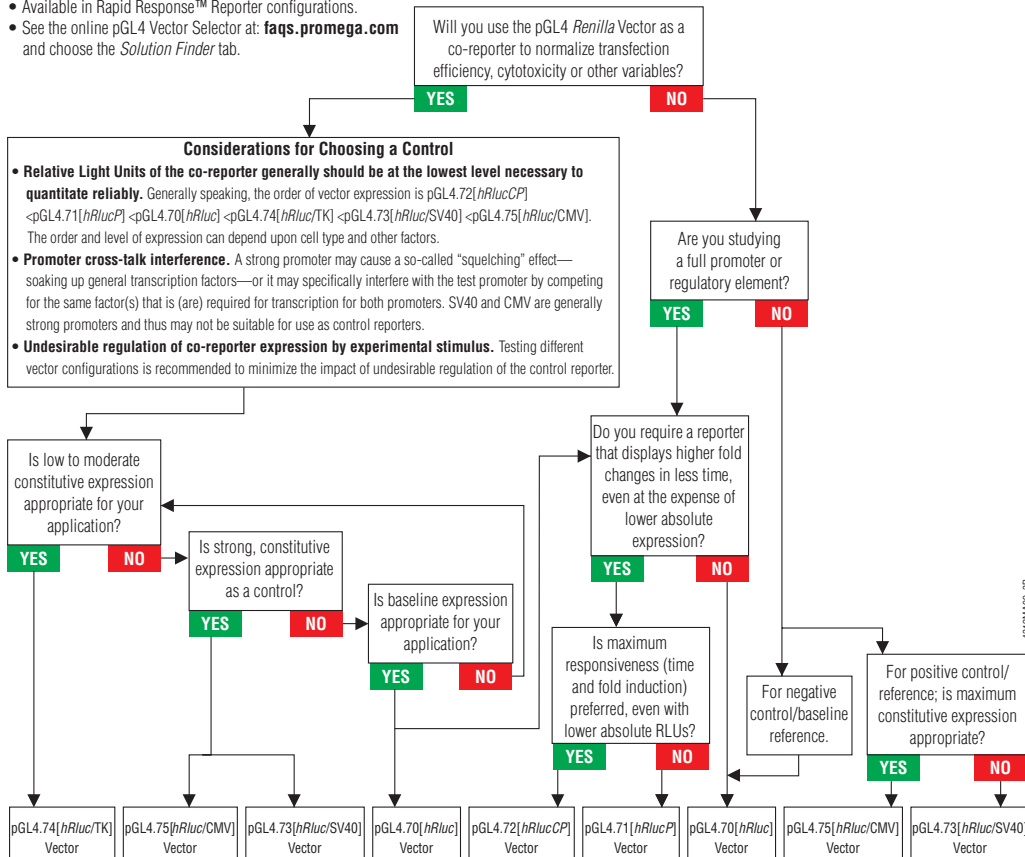 • Available in Rapid Response™ Reporter configurations.
• See the online pGL4 Vector Selector at: faqs.promega.com
and choose the Solution Finder tab.
Will you use the pGL4 Renilla Vector as a
co-reporter to normalize transfection
efficiency, cytotoxicity or other variables?
YES
NO
Considerations for Choosing a Control
• Relative Light Units of the co-reporter generally should be at the lowest level necessary to
quantitate reliably. Generally speaking, the order of vector expression is pGL4.72[hRlucCP]
<pGL4.71[hRlucP] <pGL4.70[hRluc] <pGL4.74[hRluc/TK] <pGL4.73[hRluc/SV40] <pGL4.75[hRluc/CMV].
The order and level of expression can depend upon cell type and other factors.
• Promoter cross-talk interference. A strong promoter may cause a so-called “squelching” effect—
soaking up general transcription factors—or it may specifically interfere with the test promoter by competing
for the same factor(s) that is (are) required for transcription for both promoters. SV40 and CMV are generally
strong promoters and thus may not be suitable for use as control reporters.
• Undesirable regulation of co-reporter expression by experimental stimulus. Testing different
vector configurations is recommended to minimize the impact of undesirable regulation of the control reporter.
Are you studying
a full promoter or
regulatory element?
YES
NO
Is low to moderate
constitutive expression
appropriate for your
application?
YES
NO
Is strong, constitutive
expression appropriate
as a control?
YES
NO
Is baseline expression
appropriate for your
application?
YES
NO
Do you require a reporter
that displays higher fold
changes in less time,
even at the expense of
lower absolute
expression?
YES
NO
Is maximum
responsiveness (time
and fold induction)
preferred, even with
lower absolute RLUs?
YES
NO
For negative
control/baseline
reference.
For positive control/
reference; is maximum
constitutive expression
appropriate?
YES
NO
pGL4.74[hRluc/TK]
Vector
pGL4.75[hRluc/CMV]
Vector
pGL4.73[hRluc/SV40]
Vector
pGL4.70[hRluc]
Vector
pGL4.72[hRlucCP]
Vector
pGL4.71[hRlucP]
Vector
pGL4.70[hRluc]
Vector
pGL4.75[hRluc/CMV]
Vector
pGL4.73[hRluc/SV40]
Vector